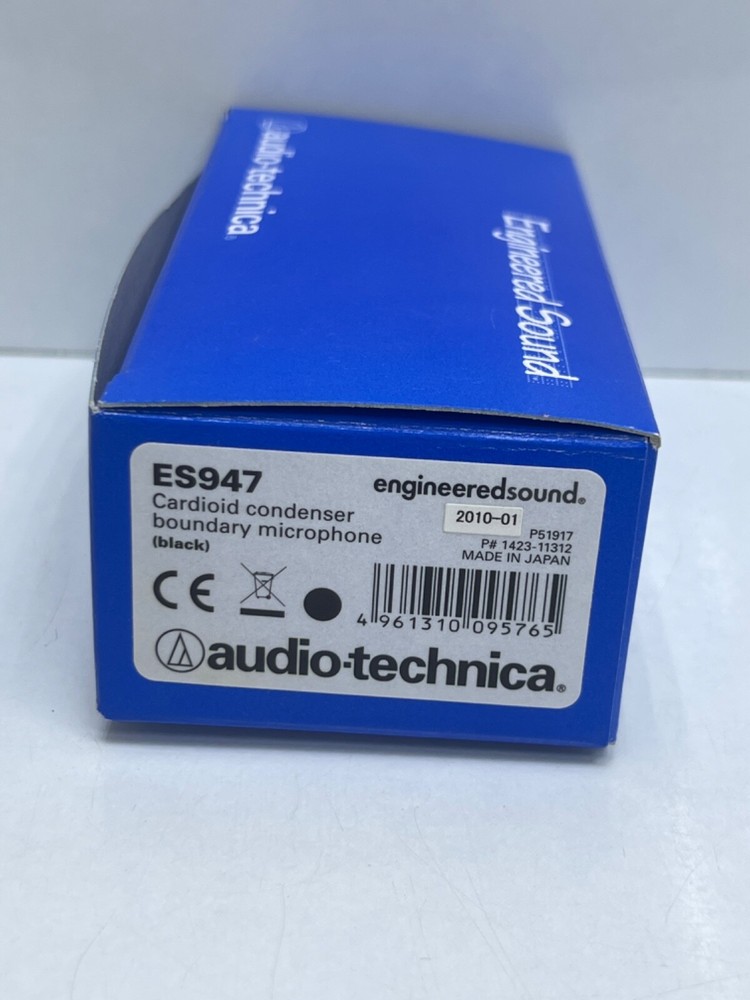 audio-technica
Engineered Sound
ES947
Cardioid condenser
boundary microphone
(black)
engineeredsound®
2010-01
P51917
P# 1423-11312
MADE IN JAPAN
CE
4 961310 095765
audio-technica®